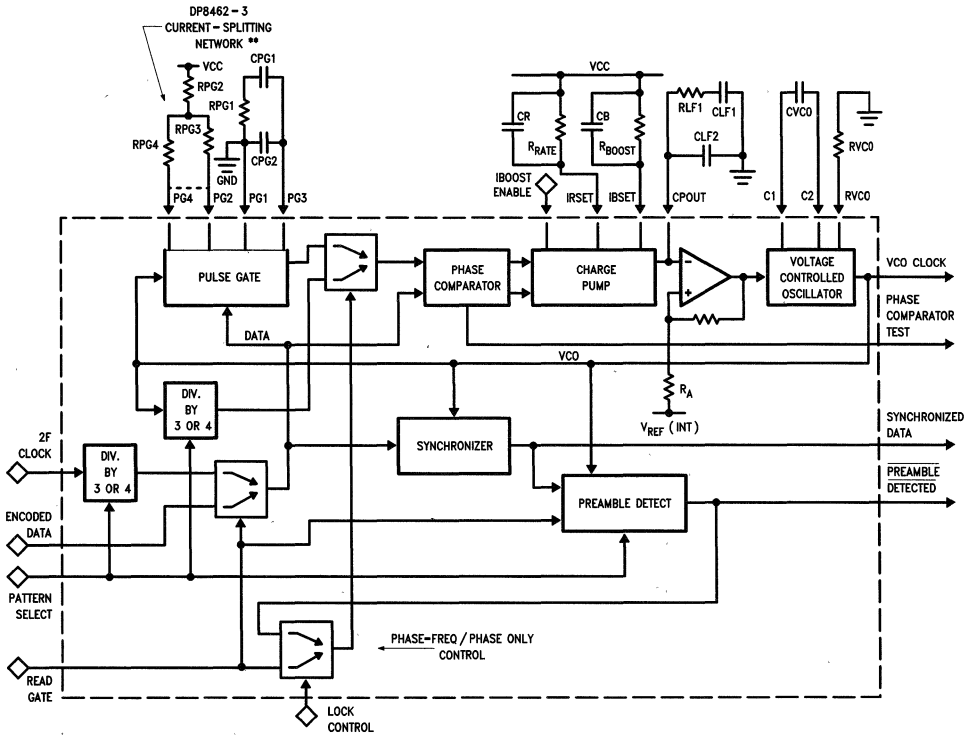 DP8462-3
CURRENT-SPLITTING
NETWORK **
VCC
RPG2
RPG4
RPG3
RPG1
CPG1
CPG2
GND
PG4
PG2
PG1
PG3
VCC
CR
R RATE
CB
R BOOST
IBOOST
ENABLE
IRSET
IBSET
CPOUT
RLF1
CLF1
CLF2
CVCO
RVCO
C1
C2
RVCO
PULSE GATE
PHASE
COMPARATOR
CHARGE
PUMP
-
+
VOLTAGE
CONTROLLED
OSCILLATOR
VCO CLOCK
PHASE
COMPARATOR
TEST
DATA
VCO
RA
VREF (INT)
DIV.
BY
3 OR 4
SYNCHRONIZER
SYNCHRONIZED
DATA
2F
CLOCK
DIV.
BY
3 OR 4
PREAMBLE DETECT
PREAMBLE
DETECTED
ENCODED
DATA
PATTERN
SELECT
PHASE-FREQ/PHASE ONLY
CONTROL
READ
GATE
LOCK
CONTROL